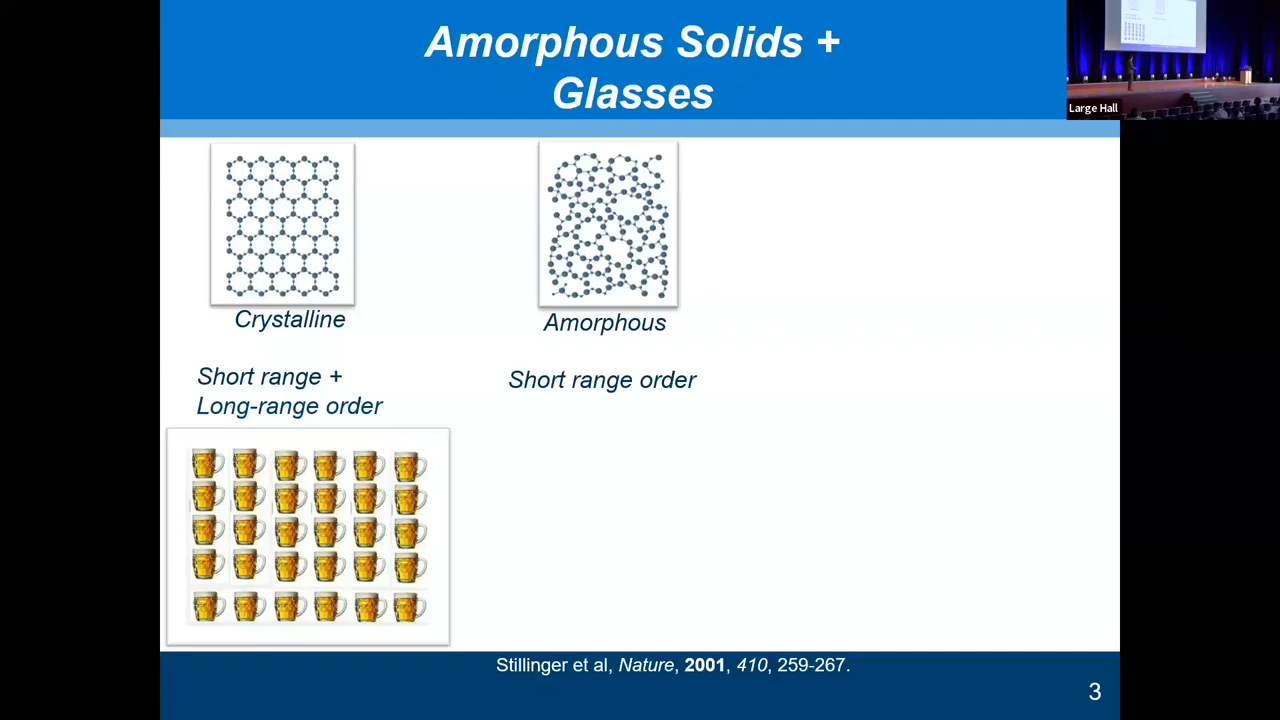 Amorphous Solids +
Glasses
Large Hall
Crystalline
Amorphous
Short range +
Long-range order
Short range order
Stillinger et al, Nature, 2001, 410, 259-267.
3